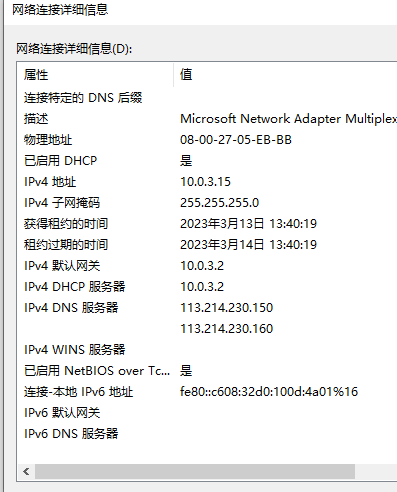 网络连接详细信息
网络连接详细信息(D):
属性 值
连接特定的 DNS 后缀
描述 Microsoft Network Adapter Multiplex
物理地址 08-00-27-05-EB-BB
已启用 DHCP 是
IPv4 地址 10.0.3.15
IPv4 子网掩码 255.255.255.0
获得租约的时间 2023年3月13日 13:40:19
租约过期的时间 2023年3月14日 13:40:19
IPv4 默认网关 10.0.3.2
IPv4 DHCP 服务器 10.0.3.2
IPv4 DNS 服务器 113.214.230.150
113.214.230.160
IPv4 WINS 服务器
已启用 NetBIOS over Tc... 是
连接-本地 IPv6 地址 fe80::c608:32d0:100d:4a01%16
IPv6 默认网关
IPv6 DNS 服务器